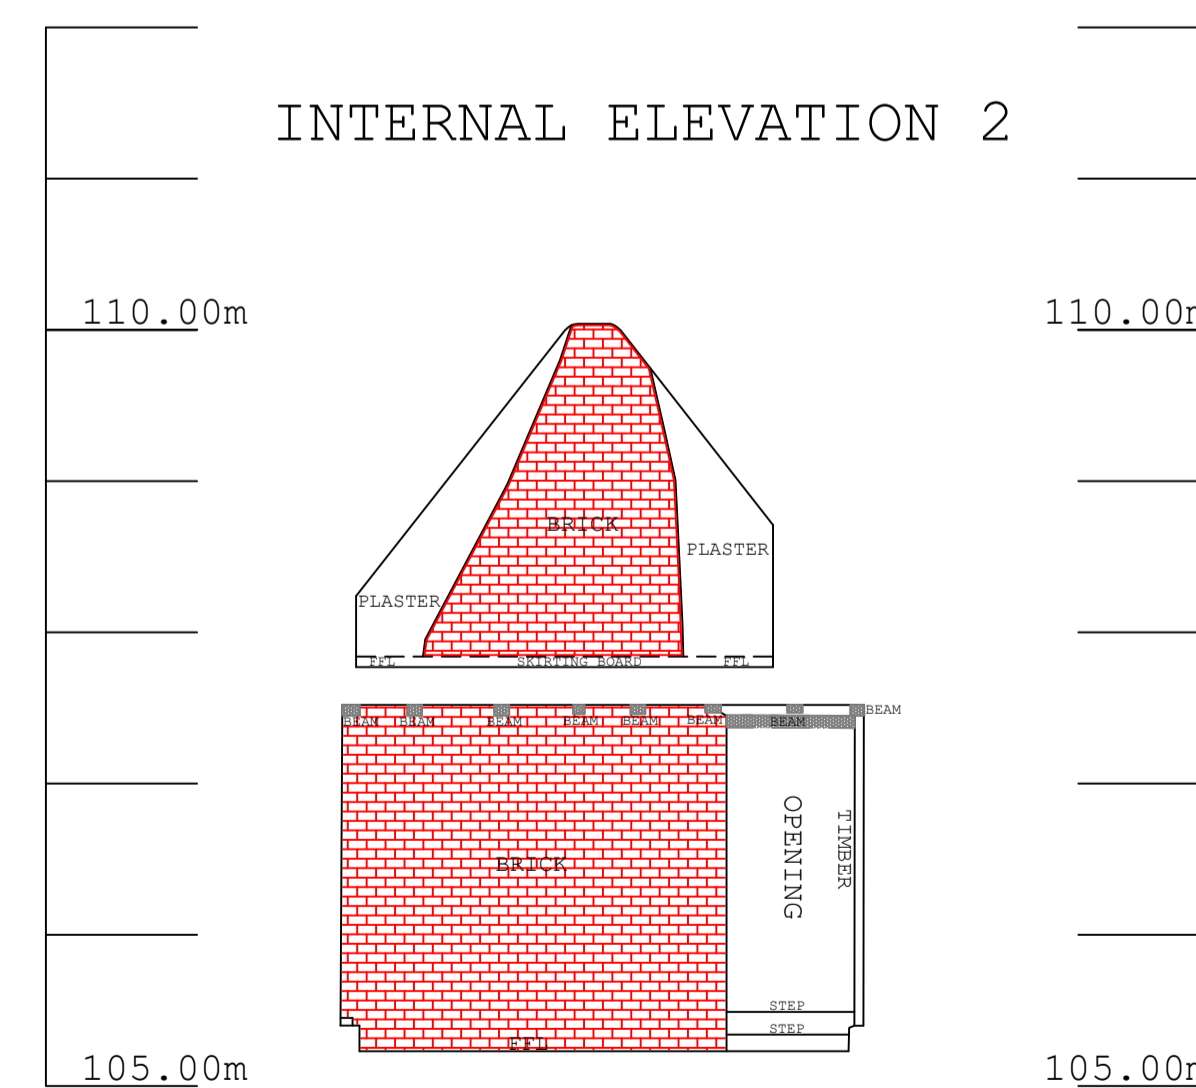 INTERNAL ELEVATION 2
110.00m
110.00m
BRICK
PLASTER
PLASTER
FFL
SKIRTING BOARD
FFL
BEAM
BEAM
BEAM
BEAM
BEAM
BEAM
BEAM
BEAM
OPENING
TIMBER
BRICK
STEP
STEP
FFL
105.00m
105.00m